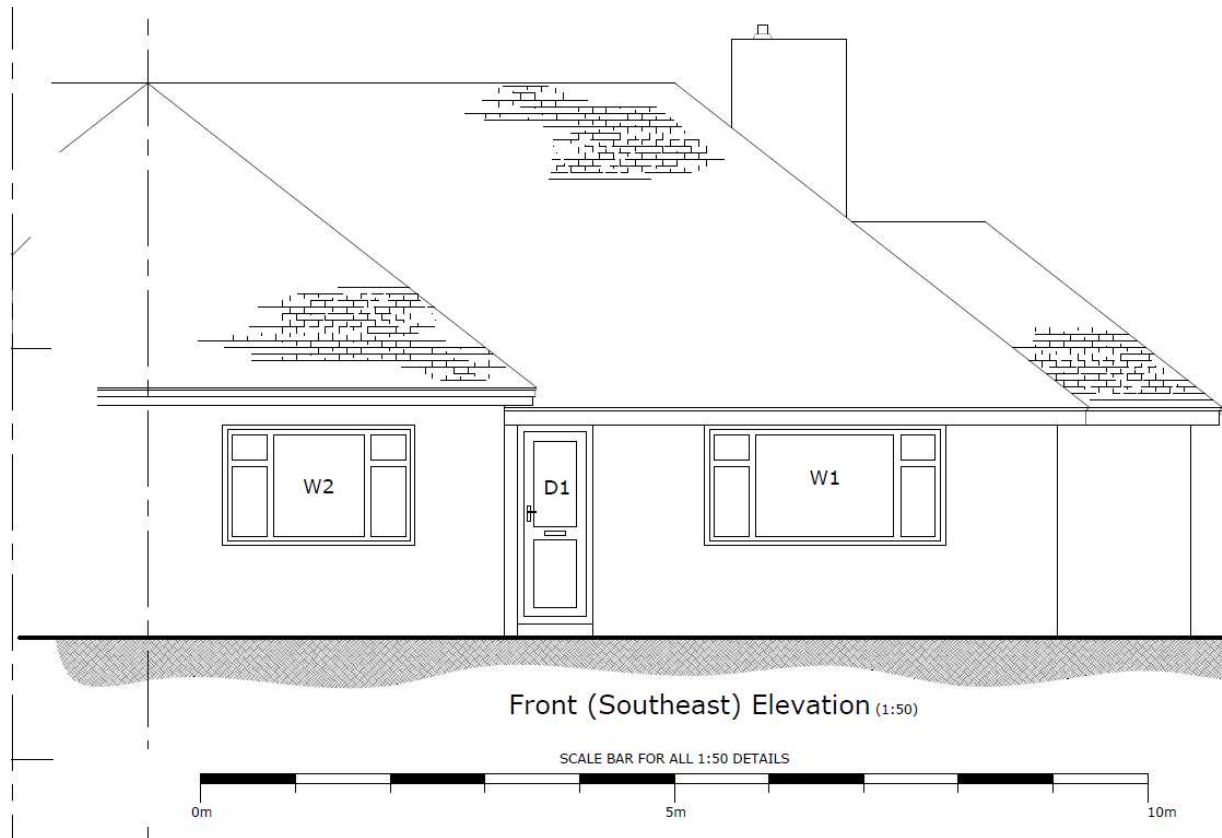 W2
D1
W1
Front (Southeast) Elevation (1:50)
SCALE BAR FOR ALL 1:50 DETAILS
0m 5m 10m